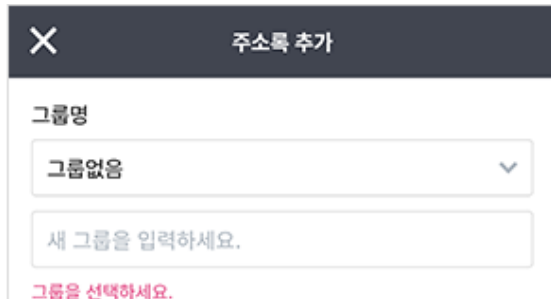 주소록 추가
그룹명
그룹없음
새 그룹을 입력하세요.
그룹을 선택하세요.